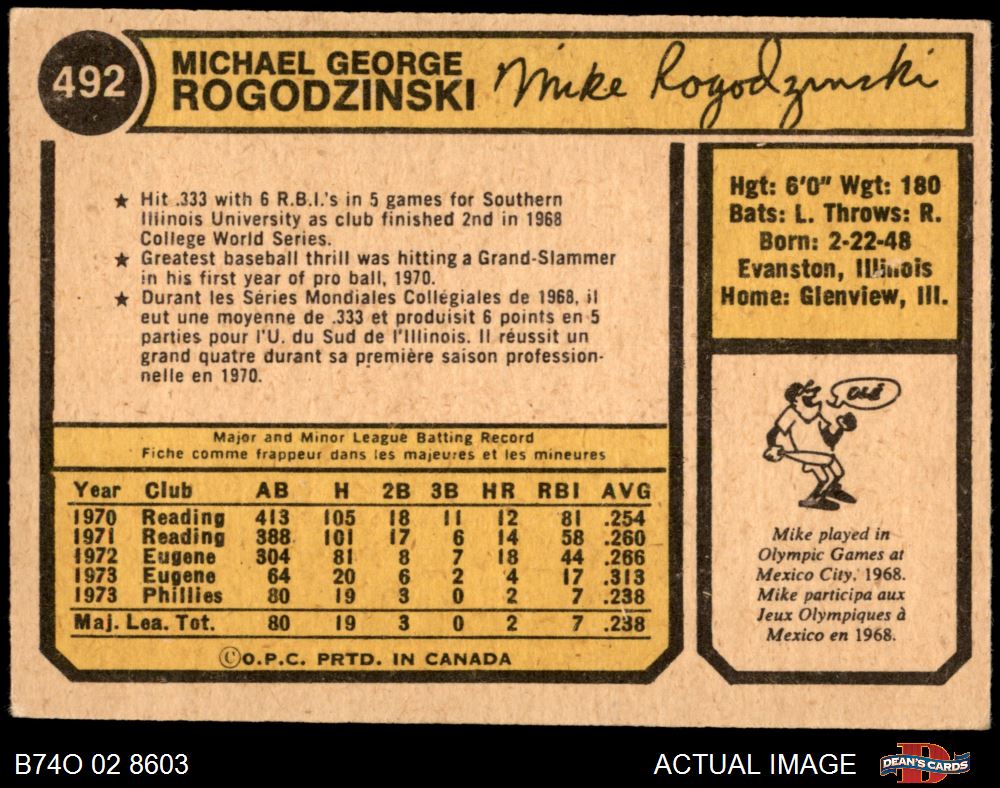 492
MICHAEL GEORGE
ROGODZINSKI
Mike Rogodzinski
★ Hit .333 with 6 R.B.I.'s in 5 games for Southern
Illinois University as club finished 2nd in 1968
College World Series.
★ Greatest baseball thrill was hitting a Grand-Slammer
in his first year of pro ball, 1970.
★ Durant les Séries Mondiales Collégiales de 1968, il
eut une moyenne de .333 et produisit 6 points en 5
parties pour l'U. du Sud de l'Illinois. Il réussit un
grand quatre durant sa première saison profession-
nelle en 1970.
Hgt: 6'0" Wgt: 180
Bats: L. Throws: R.
Born: 2-22-48
Evanston, Illinois
Home: Glenview, Ill.
Major and Minor League Batting Record
Fiche comme frappeur dans les majeures et les mineures
Year Club AB H 2B 3B HR RBI AVG
1970 Reading 413 105 18 11 12 81 .254
1971 Reading 388 101 17 6 14 58 .260
1972 Eugene 304 81 8 7 18 44 .266
1973 Eugene 64 20 6 2 4 17 .313
1973 Phillies 80 19 3 0 2 7 .238
Maj. Lea. Tot. 80 19 3 0 2 7 .238
©O.P.C. PRTD. IN CANADA
OLÉ
Mike played in
Olympic Games at
Mexico City, 1968.
Mike participa aux
Jeux Olympiques à
Mexico en 1968.
B74O 02 8603
ACTUAL IMAGE
D
DEAN'S CARDS